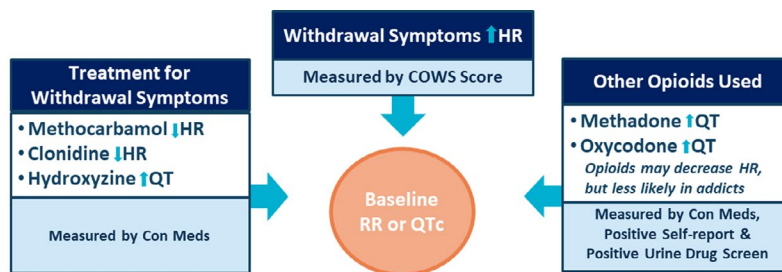 Withdrawal Symptoms ⬆HR
Measured by COWS Score
Treatment for
Withdrawal Symptoms
• Methocarbamol ⬇HR
• Clonidine ⬇HR
• Hydroxyzine ⬆QT
Measured by Con Meds
Baseline
RR or QTc
Other Opioids Used
• Methadone ⬆QT
• Oxycodone ⬆QT
Opioids may decrease HR,
but less likely in addicts
Measured by Con Meds,
Positive Self-report &
Positive Urine Drug Screen